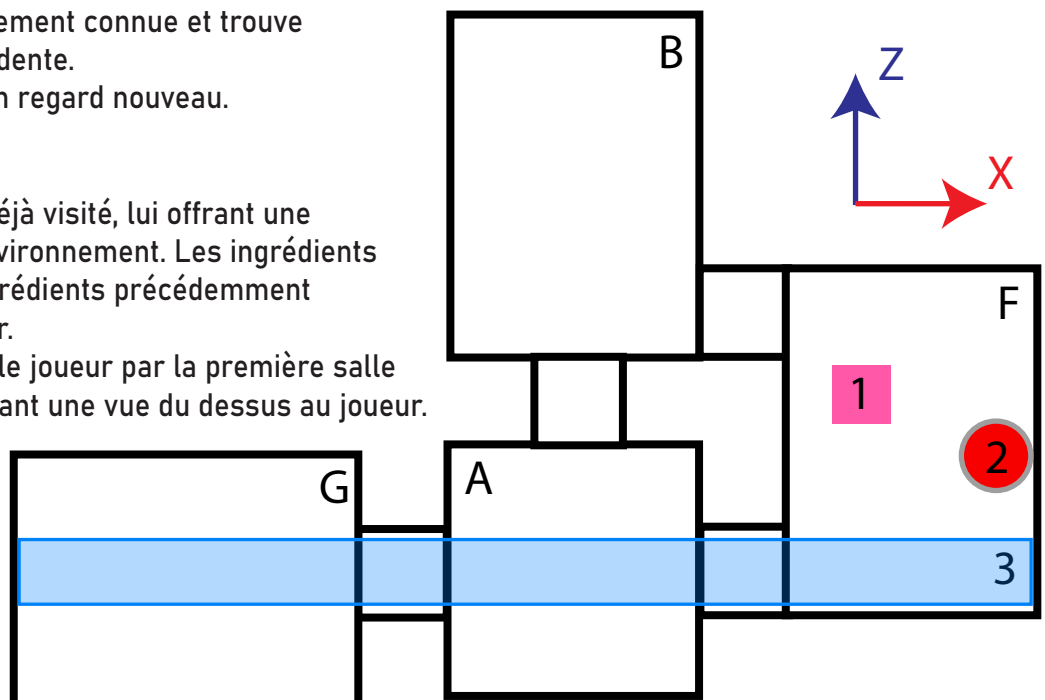 ement connue et trouve
dente.
n regard nouveau.
éjà visité, lui offrant une
vironnement. Les ingrédients
rédients précédemment
r.
le joueur par la première salle
ant une vue du dessus au joueur.
B
Z
X
F
1
2
G
A
3